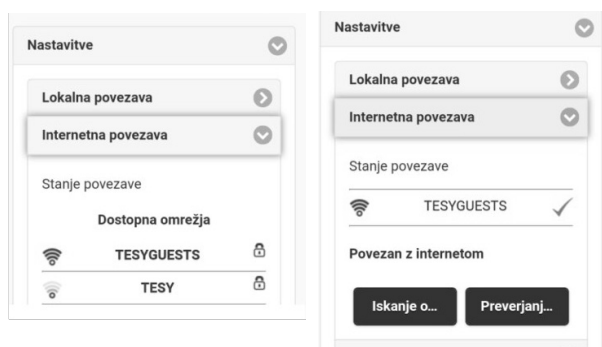 Nastavitve
Lokalna povezava
Internetna povezava
Stanje povezave
Dostopna omrežja
TESYGUESTS
TESY
Nastavitve
Lokalna povezava
Internetna povezava
Stanje povezave
TESYGUESTS
Povezan z internetom
Iskanje o...
Preverjanj...